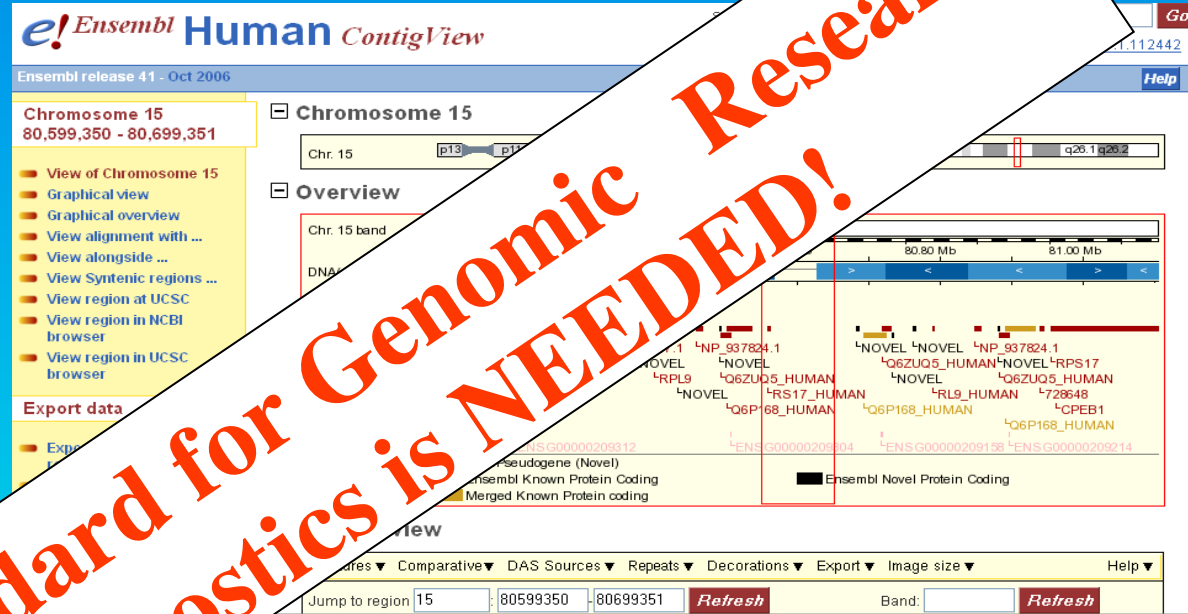 e! Ensembl Human ContigView
Go
Ensembl release 41 - Oct 2006
Help
Chromosome 15
80,599,350 - 80,699,351
View of Chromosome 15
Graphical view
Graphical overview
View alignment with ...
View alongside ...
View Syntenic regions ...
View region at UCSC
View region in NCBI
browser
View region in UCSC
browser
Export data
Chromosome 15
Chr. 15
p13
q26.1 q26.2
Overview
Chr. 15 band
80.80 Mb
81.00 Mb
NP_937824.1
NOVEL
NOVEL
NP_937824.1
NOVEL
Q6ZUQ5_HUMAN
NOVEL
RPS17
RPL9
Q6ZUQ5_HUMAN
NOVEL
Q6ZUQ5_HUMAN
NOVEL
RS17_HUMAN
RL9_HUMAN
728648
Q6P168_HUMAN
Q6P168_HUMAN
CPEB1
Q6P168_HUMAN
ENSG00000209304
ENSG00000209158
ENSG00000209214
Pseudogene (Novel)
Ensembl Known Protein Coding
Ensembl Novel Protein Coding
Merged Known Protein coding
Comparative
DAS Sources
Repeats
Decorations
Export
Image size
Help
Jump to region 15 : 80599350 - 80699351 Refresh
Band: Refresh
for Genomic
is NEEDED!